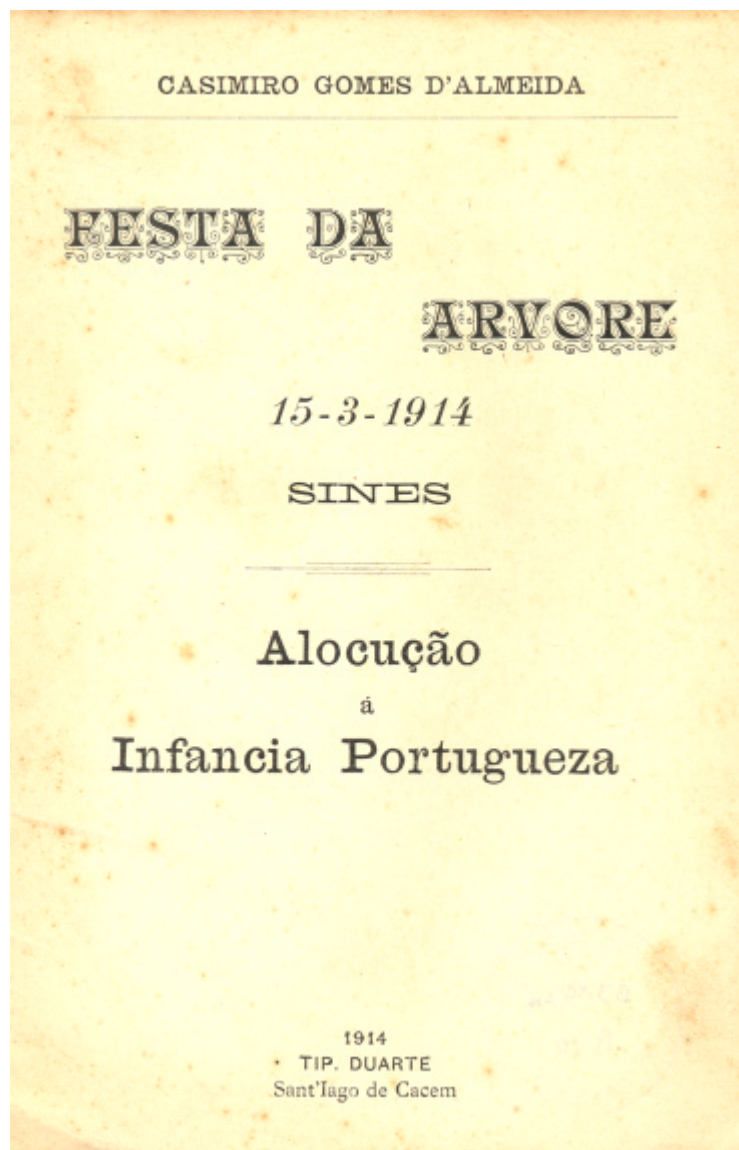 CASIMIRO GOMES D'ALMEIDA
FESTA DA
ARVORE
15-3-1914
SINES
Alocução
á
Infancia Portugueza
1914
TIP. DUARTE
Sant'Iago de Cacem